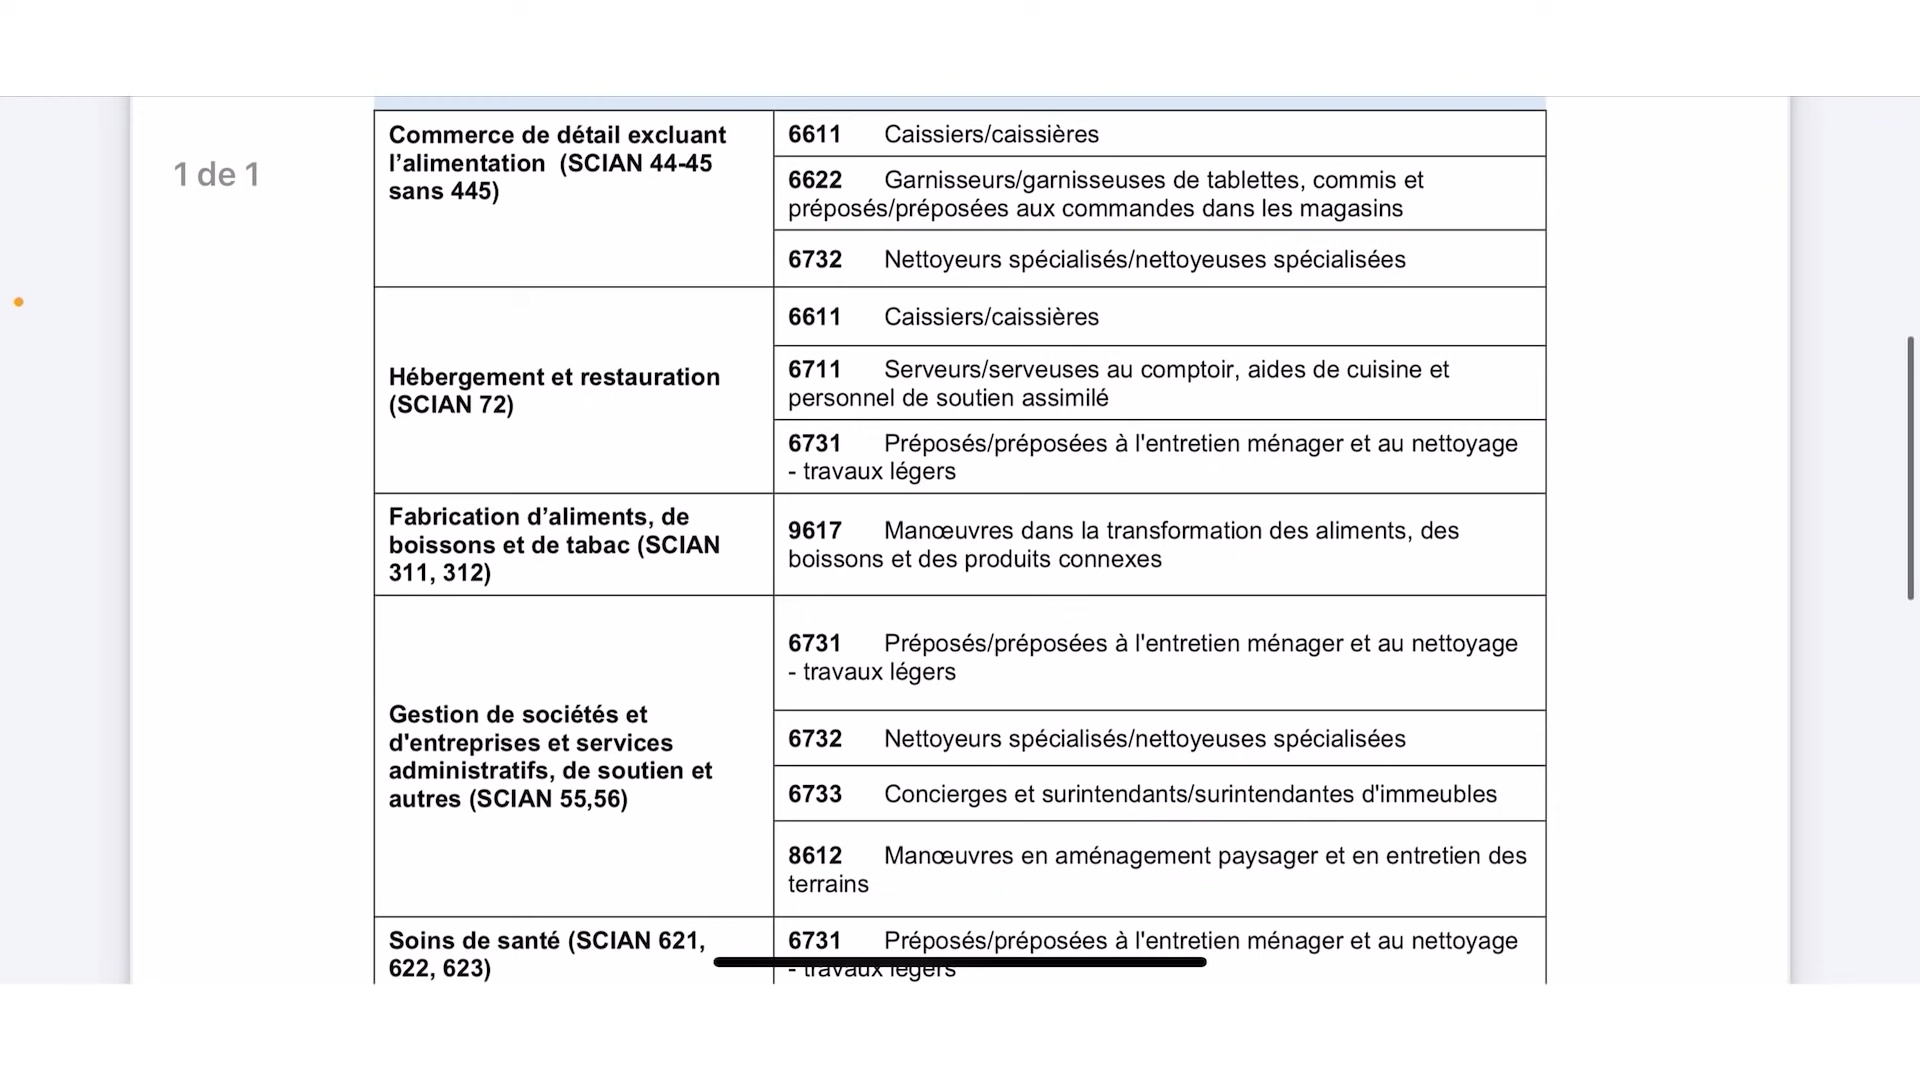 1 de 1
Commerce de détail excluant
l’alimentation  (SCIAN 44-45
sans 445)
6611 Caissiers/caissières
6622 Garnisseurs/garnisseuses de tablettes, commis et
préposés/préposées aux commandes dans les magasins
6732 Nettoyeurs spécialisés/nettoyeuses spécialisées
Hébergement et restauration
(SCIAN 72)
6611 Caissiers/caissières
6711 Serveurs/serveuses au comptoir, aides de cuisine et
personnel de soutien assimilé
6731 Préposés/préposées à l'entretien ménager et au nettoyage
- travaux légers
Fabrication d’aliments, de
boissons et de tabac (SCIAN
311, 312)
9617 Manœuvres dans la transformation des aliments, des
boissons et des produits connexes
Gestion de sociétés et
d'entreprises et services
administratifs, de soutien et
autres (SCIAN 55,56)
6731 Préposés/préposées à l'entretien ménager et au nettoyage
- travaux légers
6732 Nettoyeurs spécialisés/nettoyeuses spécialisées
6733 Concierges et surintendants/surintendantes d'immeubles
8612 Manœuvres en aménagement paysager et en entretien des
terrains
Soins de santé (SCIAN 621,
622, 623)
6731 Préposés/préposées à l'entretien ménager et au nettoyage
- travaux légers